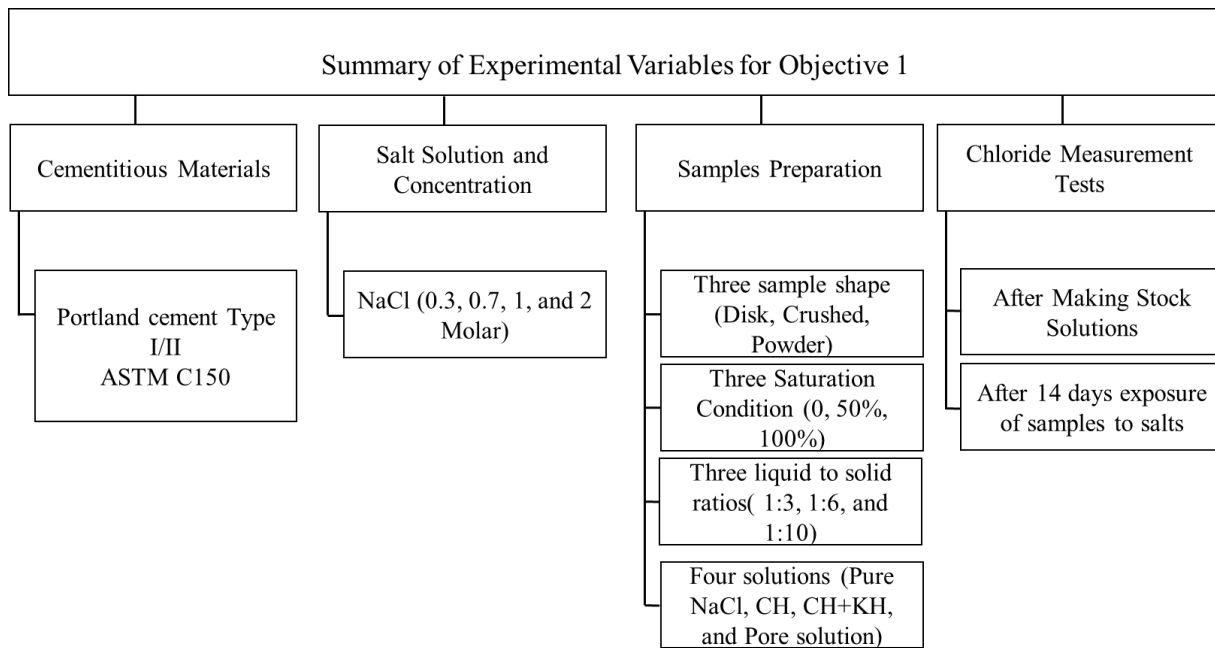 Summary of Experimental Variables for Objective 1
Cementitious Materials
Portland cement Type
I/II
ASTM C150
Salt Solution and
Concentration
NaCl (0.3, 0.7, 1, and 2
Molar)
Samples Preparation
Three sample shape
(Disk, Crushed,
Powder)
Three Saturation
Condition (0, 50%,
100%)
Three liquid to solid
ratios( 1:3, 1:6, and
1:10)
Four solutions (Pure
NaCl, CH, CH+KH,
and Pore solution)
Chloride Measurement
Tests
After Making Stock
Solutions
After 14 days exposure
of samples to salts